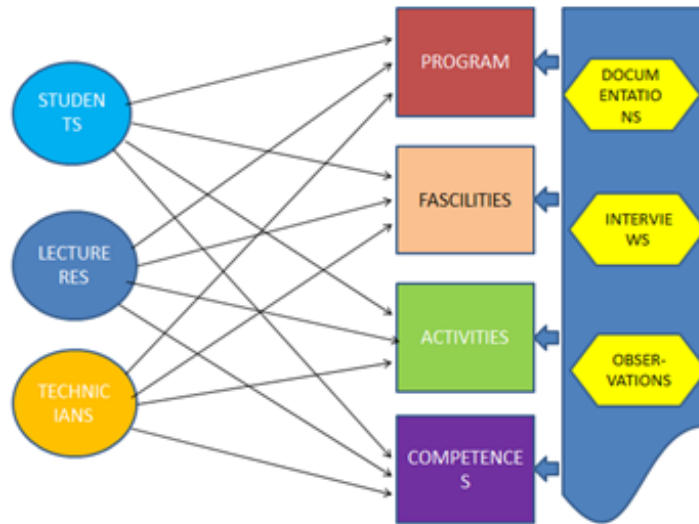 STUDEN
TS
LECTURE
RES
TECHNIC
IANS
PROGRAM
FASCILITIES
ACTIVITIES
COMPETENCE
S
DOCUM
ENTATIO
NS
INTERVIE
WS
OBSER-
VATIONS